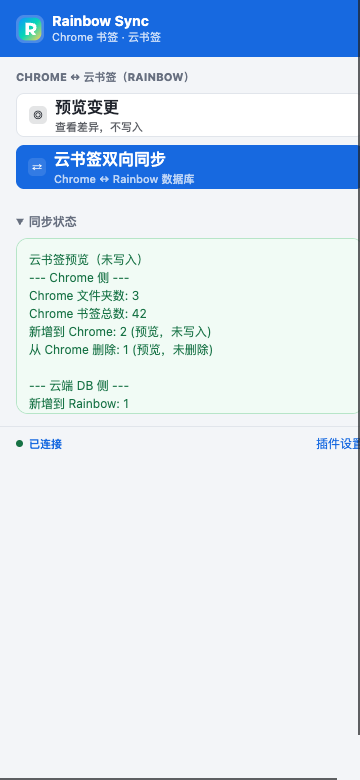 R
Rainbow Sync
Chrome 书签 · 云书签
CHROME ↔ 云书签（RAINBOW）
预览变更
查看差异，不写入
云书签双向同步
Chrome ↔ Rainbow 数据库
▼ 同步状态
云书签预览（未写入）
--- Chrome 侧 ---
Chrome 文件夹数: 3
Chrome 书签总数: 42
新增到 Chrome: 2 (预览，未写入)
从 Chrome 删除: 1 (预览，未删除)
--- 云端 DB 侧 ---
新增到 Rainbow: 1
已连接
插件设置